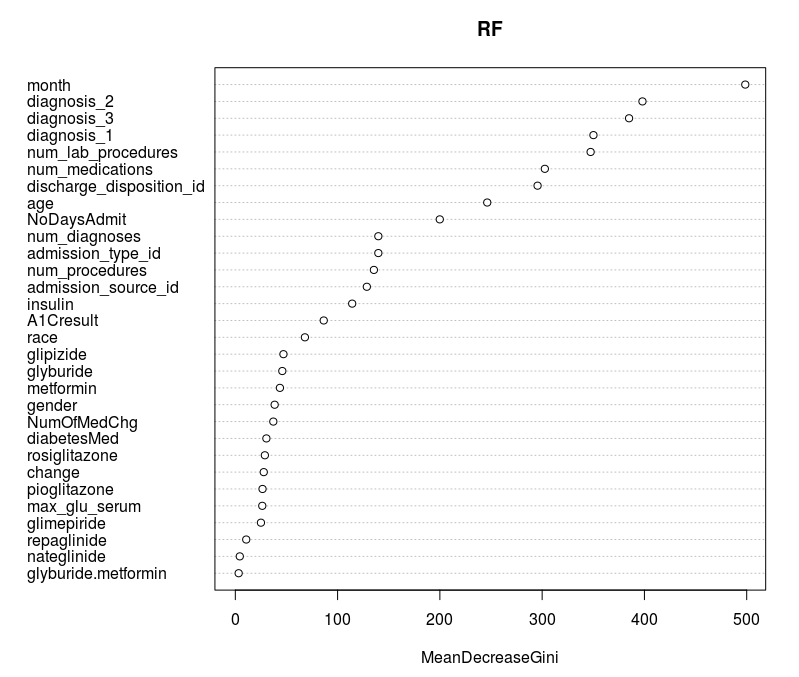 RF
month
diagnosis_2
diagnosis_3
diagnosis_1
num_lab_procedures
num_medications
discharge_disposition_id
age
NoDaysAdmit
num_diagnoses
admission_type_id
num_procedures
admission_source_id
insulin
A1Cresult
race
glipizide
glyburide
metformin
gender
NumOfMedChg
diabetesMed
rosiglitazone
change
pioglitazone
max_glu_serum
glimepiride
repaglinide
nateglinide
glyburide.metformin
0 100 200 300 400 500
MeanDecreaseGini